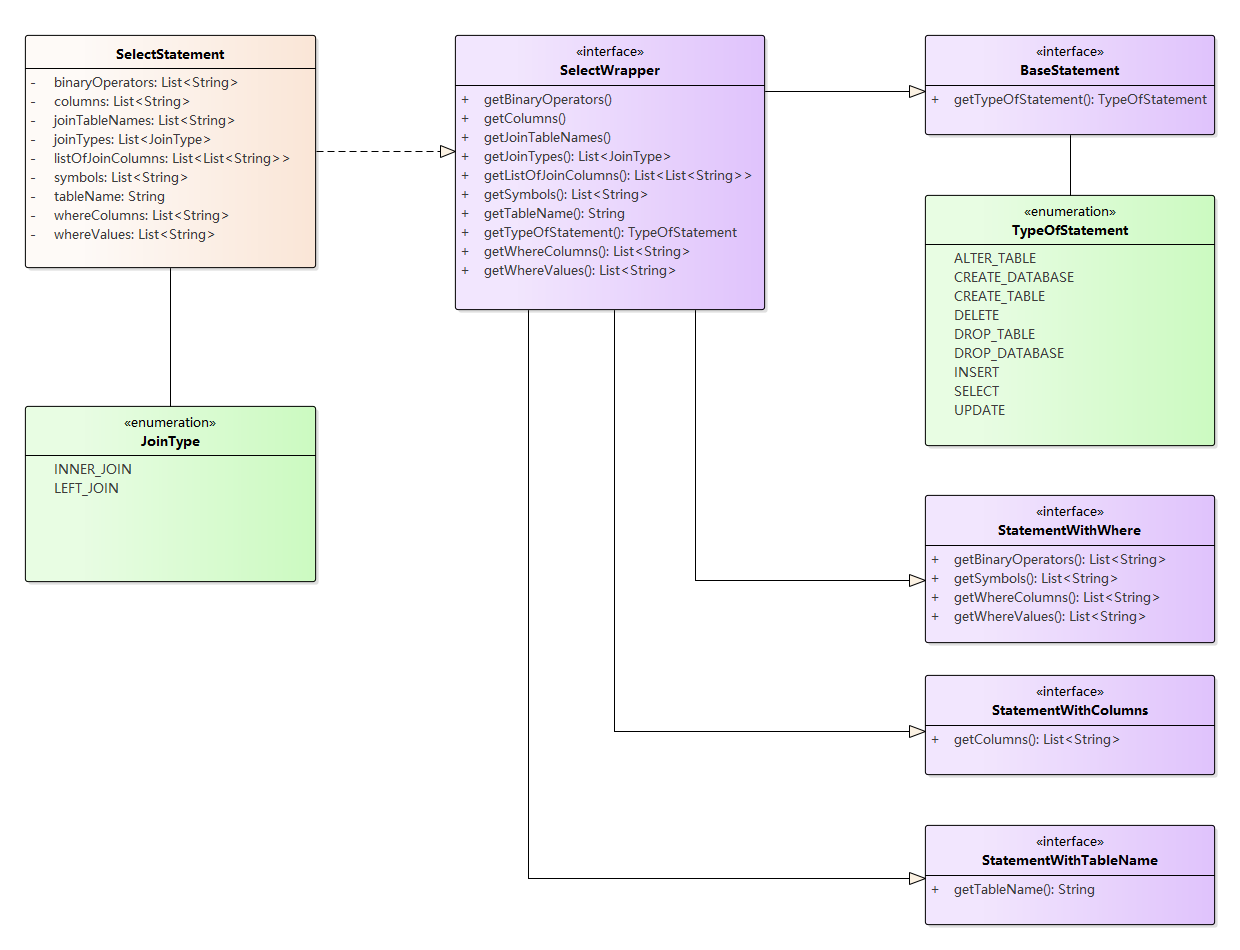 SelectStatement
- binaryOperators: List<String>
- columns: List<String>
- joinTableNames: List<String>
- joinTypes: List<JoinType>
- listOfJoinColumns: List<List<String>>
- symbols: List<String>
- tableName: String
- whereColumns: List<String>
- whereValues: List<String>
«enumeration»
JoinType
INNER_JOIN
LEFT_JOIN
«interface»
SelectWrapper
+ getBinaryOperators()
+ getColumns()
+ getJoinTableNames()
+ getJoinTypes(): List<JoinType>
+ getListOfJoinColumns(): List<List<String>>
+ getSymbols(): List<String>
+ getTableName(): String
+ getTypeOfStatement(): TypeOfStatement
+ getWhereColumns(): List<String>
+ getWhereValues(): List<String>
«interface»
BaseStatement
+ getTypeOfStatement(): TypeOfStatement
«enumeration»
TypeOfStatement
ALTER_TABLE
CREATE_DATABASE
CREATE_TABLE
DELETE
DROP_TABLE
DROP_DATABASE
INSERT
SELECT
UPDATE
«interface»
StatementWithWhere
+ getBinaryOperators(): List<String>
+ getSymbols(): List<String>
+ getWhereColumns(): List<String>
+ getWhereValues(): List<String>
«interface»
StatementWithColumns
+ getColumns(): List<String>
«interface»
StatementWithTableName
+ getTableName(): String